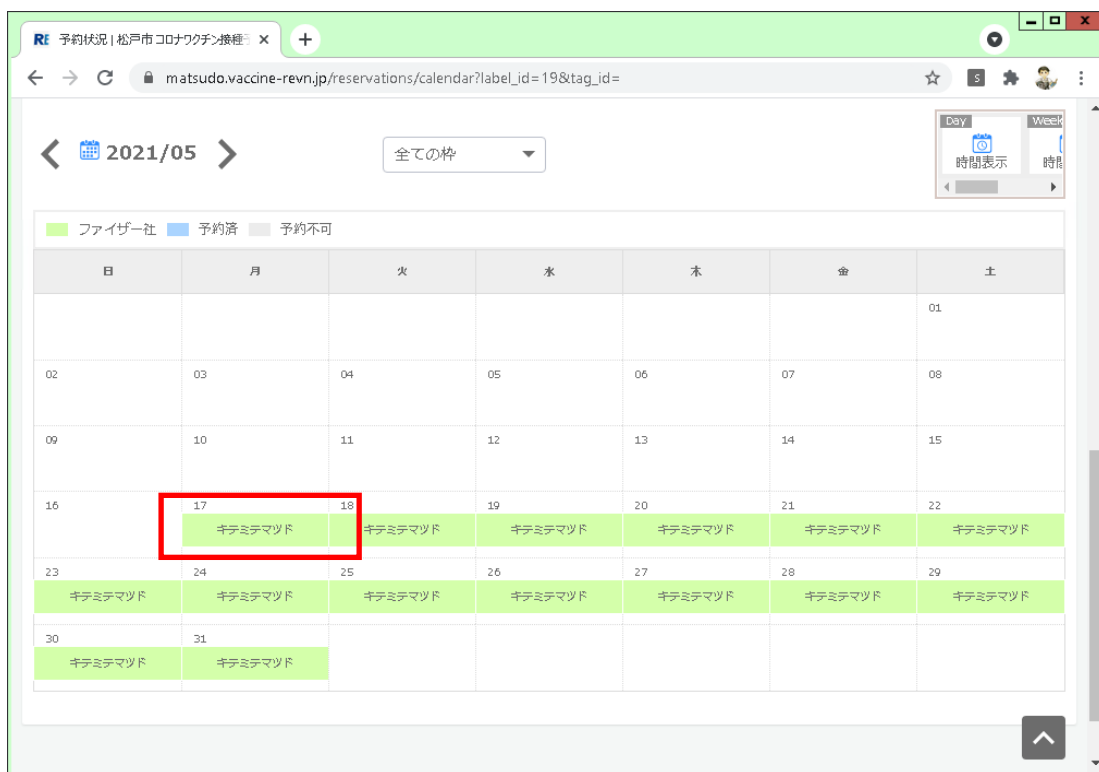 RE 予約状況 | 松戸市 コロナワクチン接種
matsudo.vaccine-revn.jp/reservations/calendar?label_id=19&tag_id=
S
2021/05
全ての枠
Day
Week
時間表示
時
ファイザー社 予約済 予約不可
日 月 火 水 木 金 土
01
02 03 04 05 06 07 08
09 10 11 12 13 14 15
16 17 18 19 20 21 22
キテミテマツド キテミテマツド キテミテマツド キテミテマツド キテミテマツド キテミテマツド
23 24 25 26 27 28 29
キテミテマツド キテミテマツド キテミテマツド キテミテマツド キテミテマツド キテミテマツド キテミテマツド
30 31
キテミテマツド キテミテマツド